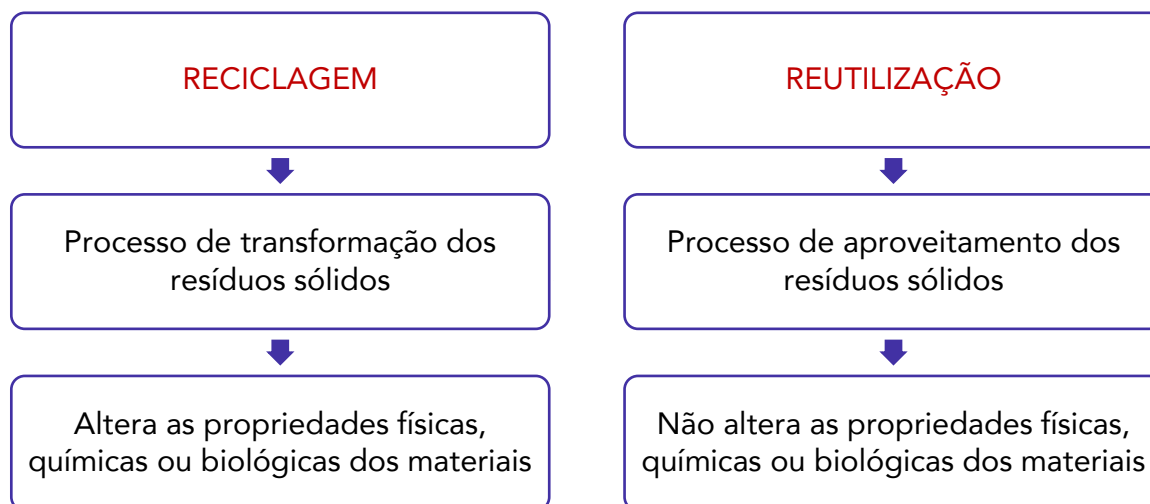 RECICLAGEM
Processo de transformação dos
resíduos sólidos
Altera as propriedades físicas,
químicas ou biológicas dos materiais
REUTILIZAÇÃO
Processo de aproveitamento dos
resíduos sólidos
Não altera as propriedades físicas,
químicas ou biológicas dos materiais